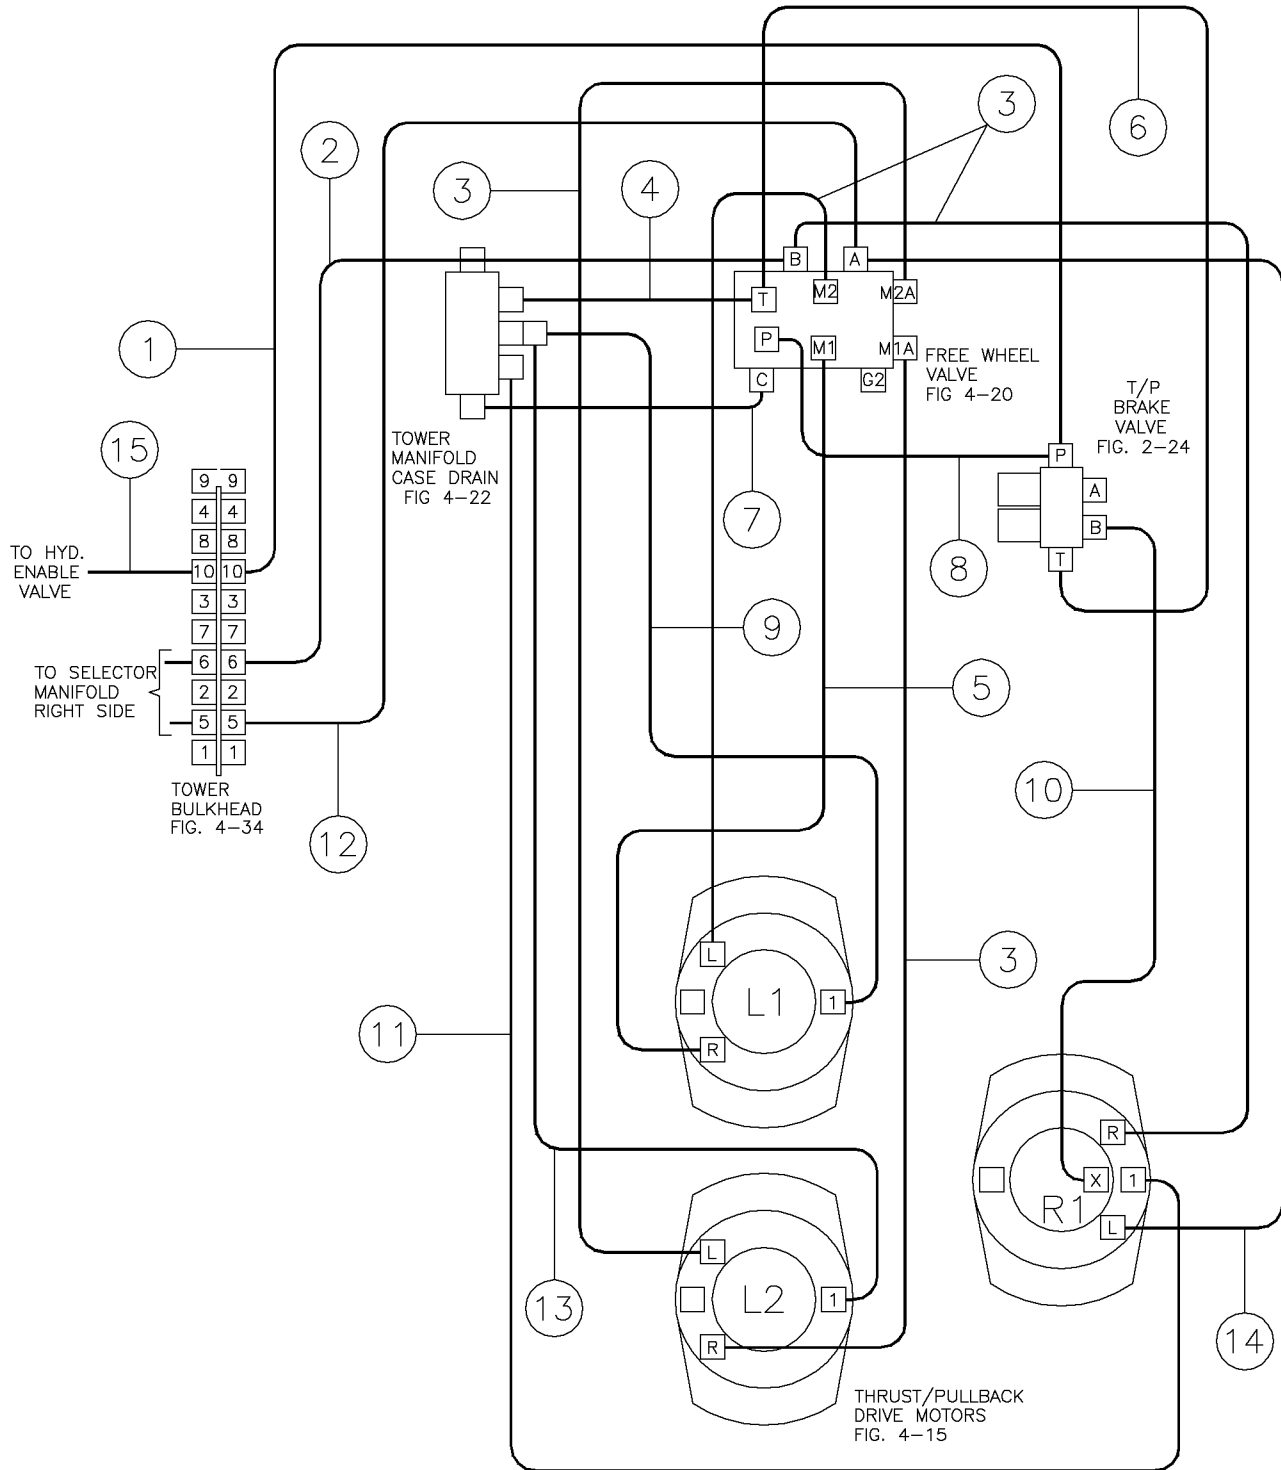 6
3
2
3
4
B
A
M2
M2A
T
P
M1
M1A
C
G2
1
FREE WHEEL
VALVE
FIG 4-20
T/P
BRAKE
VALVE
FIG. 2-24
TOWER
MANIFOLD
CASE DRAIN
FIG 4-22
15
P
A
B
T
7
8
TO HYD.
ENABLE
VALVE
9 9
4 4
8 8
10 10
3 3
7 7
6 6
2 2
5 5
1 1
TO SELECTOR
MANIFOLD
RIGHT SIDE
9
5
TOWER
BULKHEAD
FIG. 4-34
12
10
L
L1
1
R
3
11
R
X
1
R1
L
L
L2
1
R
13
14
THRUST/PULLBACK
DRIVE MOTORS
FIG. 4-15